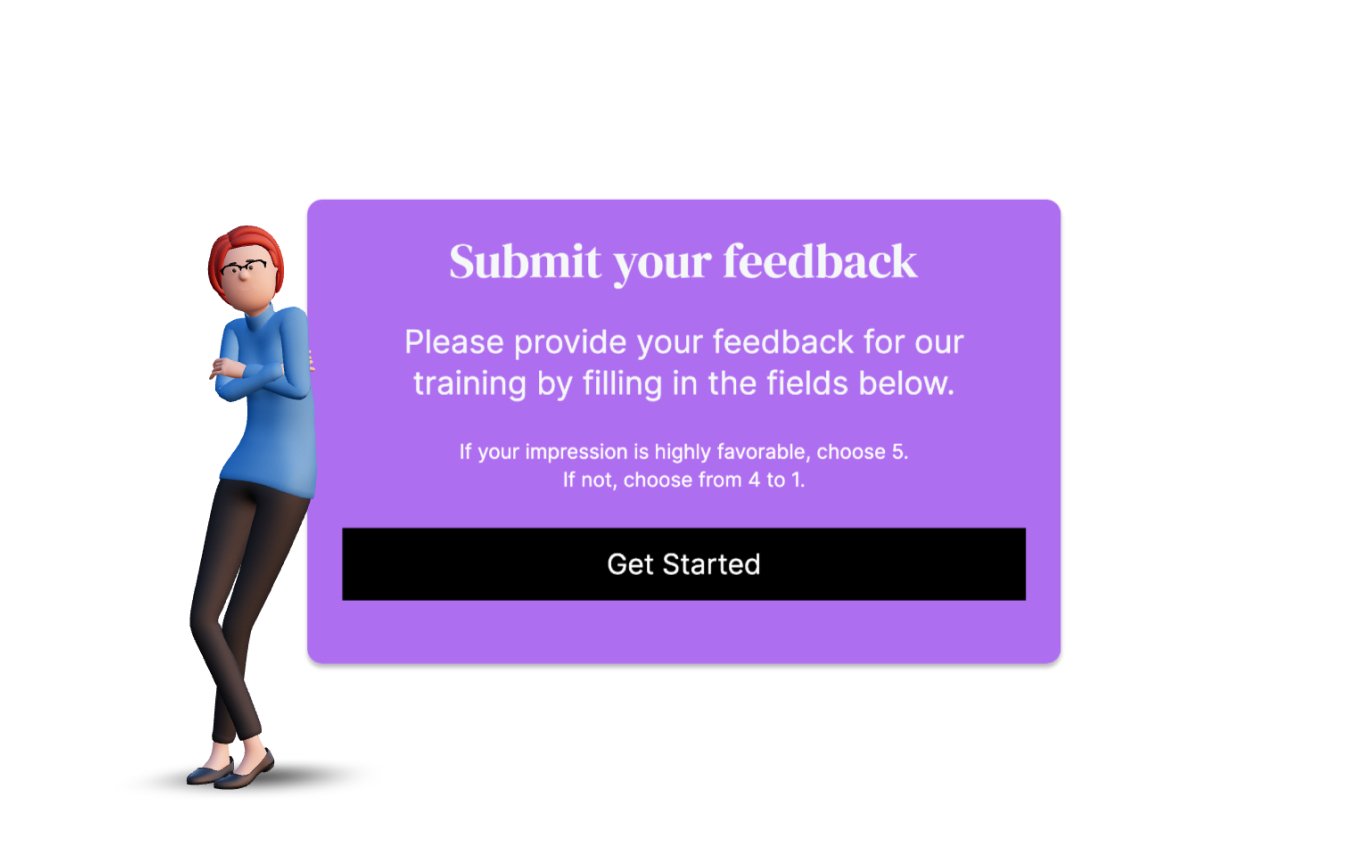 Submit your feedback
Please provide your feedback for our
training by filling in the fields below.
If your impression is highly favorable, choose 5.
If not, choose from 4 to 1.
Get Started